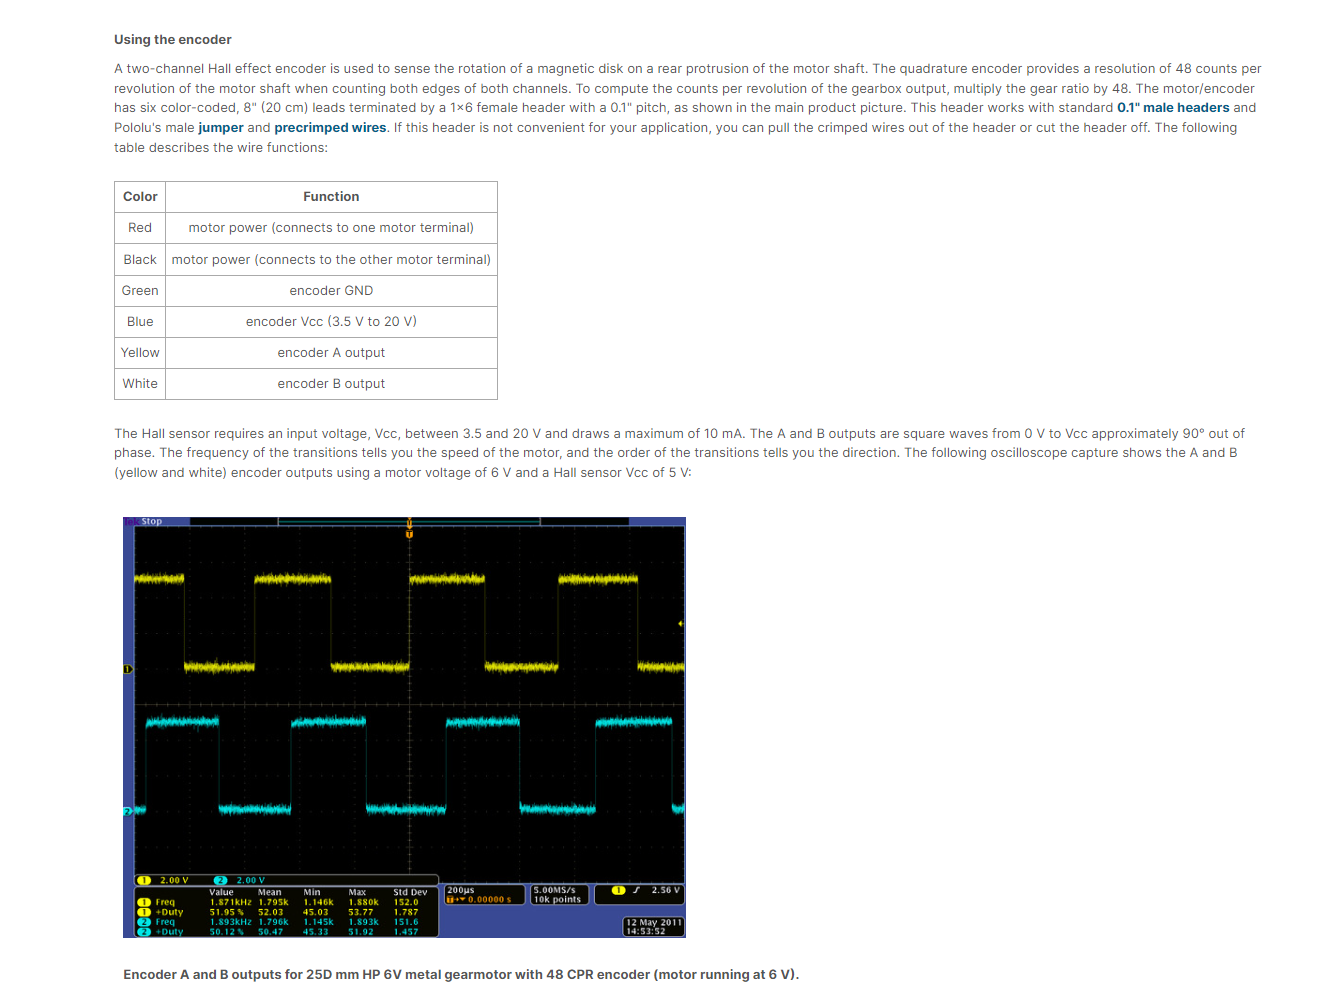 Using the encoder
A two-channel Hall effect encoder is used to sense the rotation of a magnetic disk on a rear protrusion of the motor shaft. The quadrature encoder provides a resolution of 48 counts per
revolution of the motor shaft when counting both edges of both channels. To compute the counts per revolution of the gearbox output, multiply the gear ratio by 48. The motor/encoder
has six color-coded, 8" (20 cm) leads terminated by a 1×6 female header with a 0.1" pitch, as shown in the main product picture. This header works with standard 0.1" male headers and
Pololu's male jumper and precrimped wires. If this header is not convenient for your application, you can pull the crimped wires out of the header or cut the header off. The following
table describes the wire functions:
Color Function
Red motor power (connects to one motor terminal)
Black motor power (connects to the other motor terminal)
Green encoder GND
Blue encoder Vcc (3.5 V to 20 V)
Yellow encoder A output
White encoder B output
The Hall sensor requires an input voltage, Vcc, between 3.5 and 20 V and draws a maximum of 10 mA. The A and B outputs are square waves from 0 V to Vcc approximately 90° out of
phase. The frequency of the transitions tells you the speed of the motor, and the order of the transitions tells you the direction. The following oscilloscope capture shows the A and B
(yellow and white) encoder outputs using a motor voltage of 6 V and a Hall sensor Vcc of 5 V:
Tek Stop
T
1
2
1 2.00 V 2 2.00 V
Value Mean Min Max Std Dev
1 Freq 1.871kHz 1.795k 1.146k 1.880k 152.0
1 +Duty 51.95 % 52.03 45.03 53.77 1.787
2 Freq 1.893kHz 1.796k 1.145k 1.893k 151.6
2 +Duty 50.12 % 50.47 45.33 51.92 1.457
200µs
0.00000 s
5.00MS/s
10k points
1 2.56 V
12 May 2011
14:53:52
Encoder A and B outputs for 25D mm HP 6V metal gearmotor with 48 CPR encoder (motor running at 6 V).